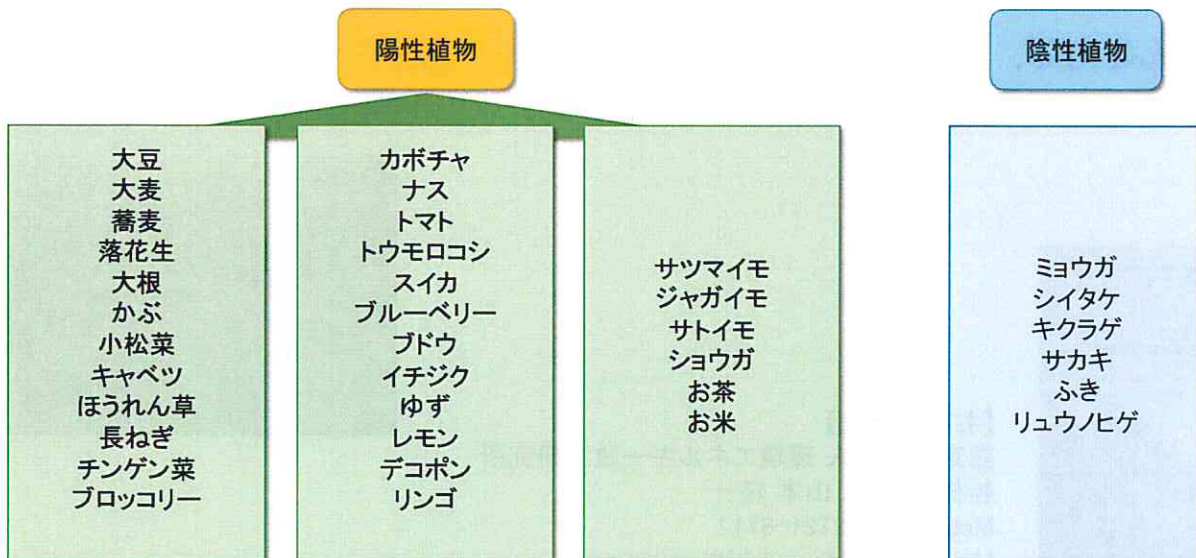 陽性植物
大豆
大麦
蕎麦
落花生
大根
かぶ
小松菜
キャベツ
ほうれん草
長ねぎ
チンゲン菜
ブロッコリー
カボチャ
ナス
トマト
トウモロコシ
スイカ
ブルーベリー
ブドウ
イチジク
ゆず
レモン
デコポン
リンゴ
サツマイモ
ジャガイモ
サトイモ
ショウガ
お茶
お米
陰性植物
ミョウガ
シイタケ
キクラゲ
サカキ
ふき
リュウノヒゲ